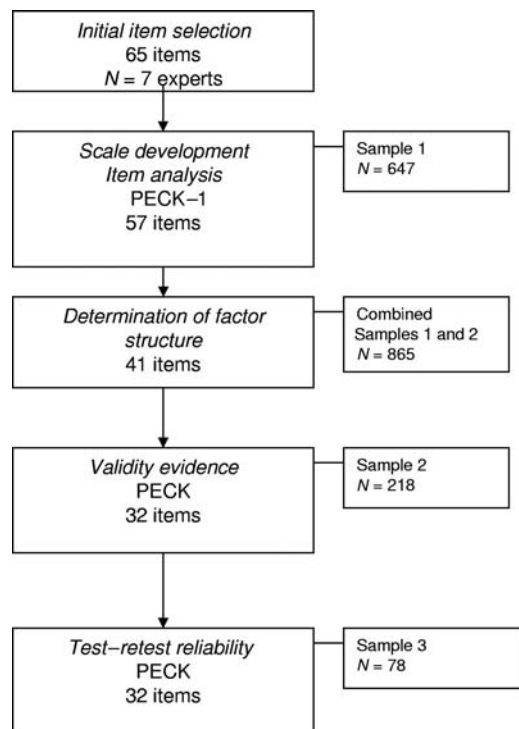 Initial item selection
65 items
N = 7 experts
Scale development
Item analysis
PECK–1
57 items
Sample 1
N = 647
Determination of factor
structure
41 items
Combined
Samples 1 and 2
N = 865
Validity evidence
PECK
32 items
Sample 2
N = 218
Test–retest reliability
PECK
32 items
Sample 3
N = 78